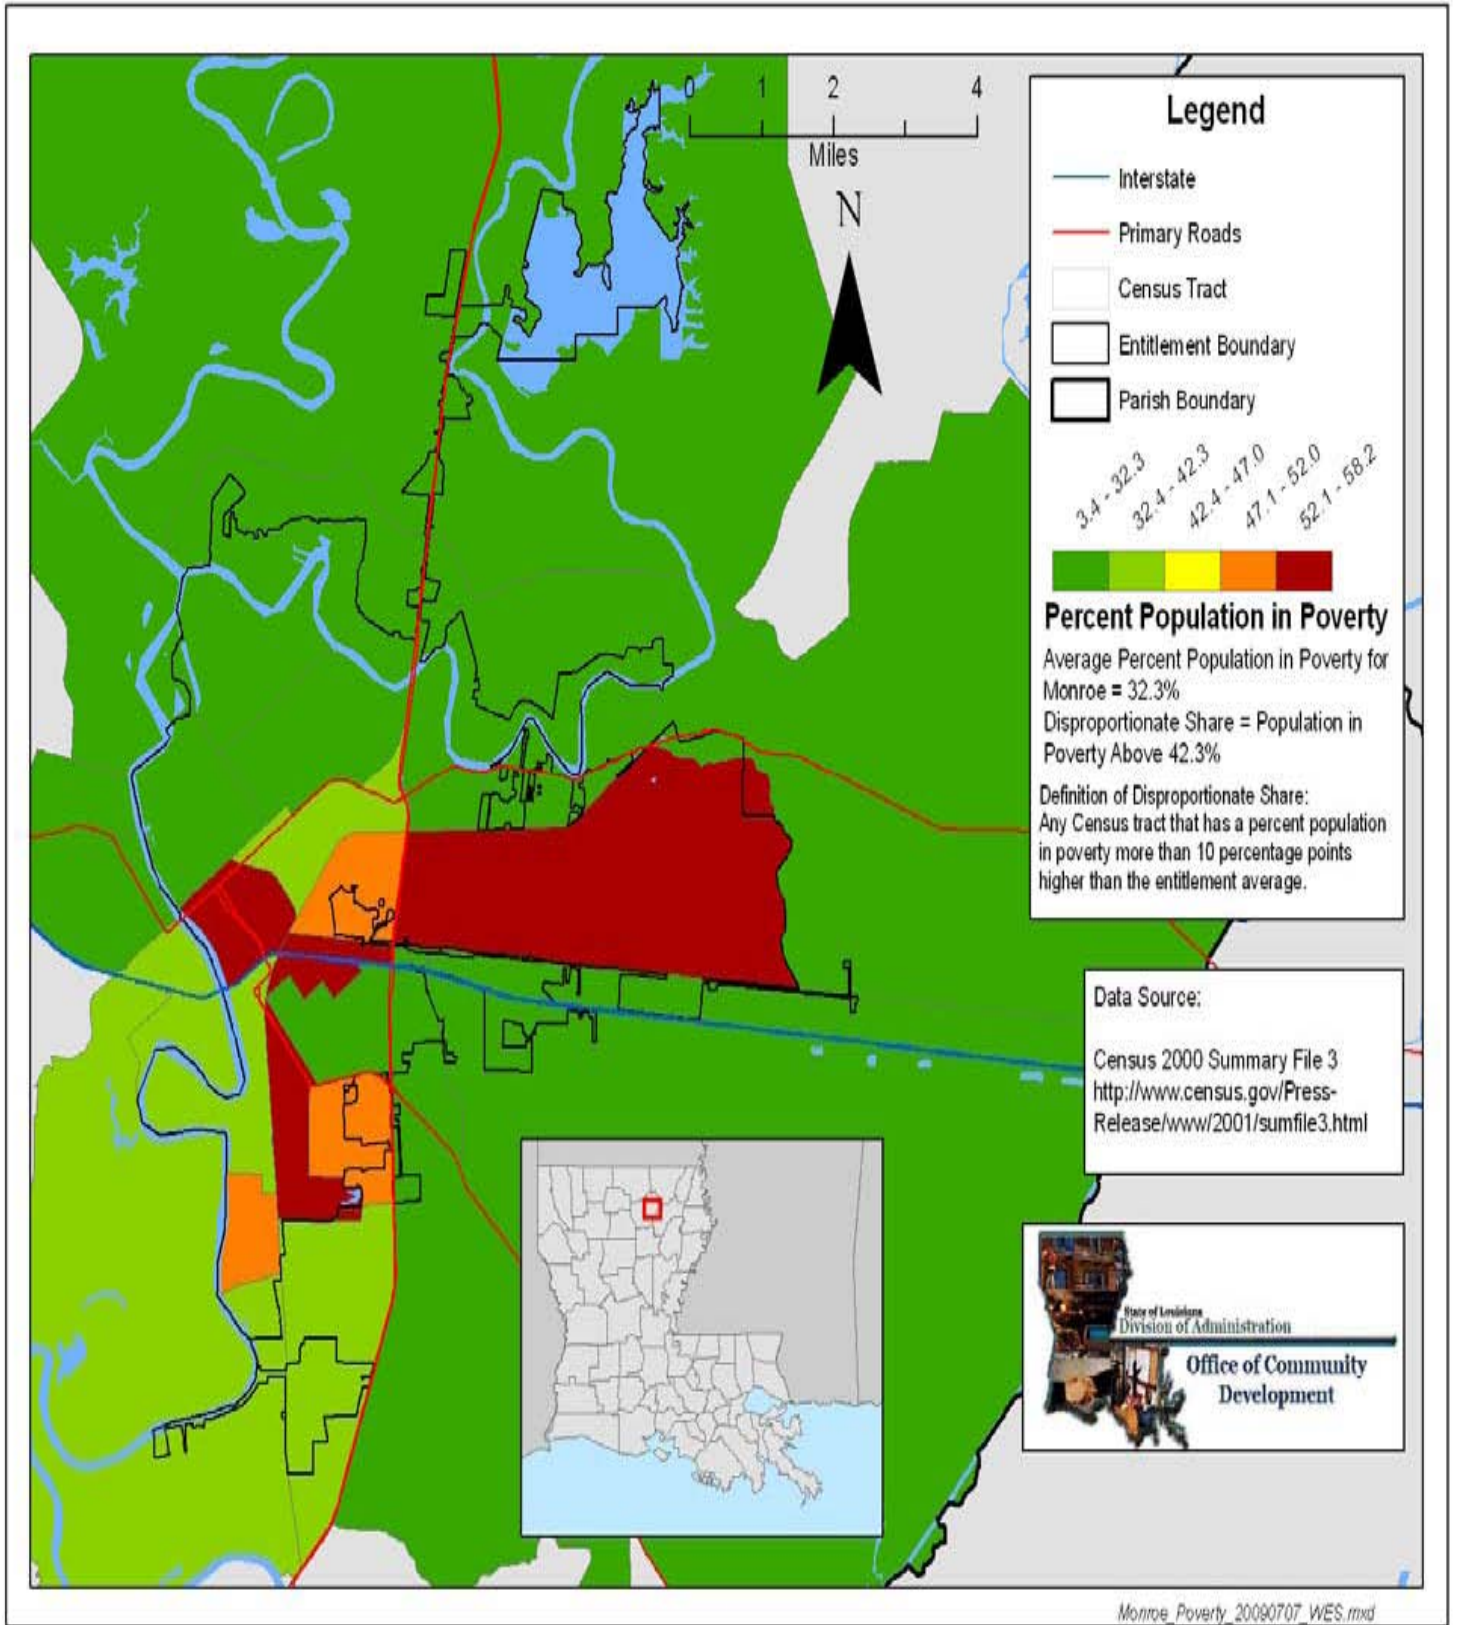 0 1 2 4
Miles
N
Legend
Interstate
Primary Roads
Census Tract
Entitlement Boundary
Parish Boundary
3.4 - 32.3
32.4 - 42.3
42.4 - 47.0
47.1 - 52.0
52.1 - 58.2
Percent Population in Poverty
Average Percent Population in Poverty for
Monroe = 32.3%
Disproportionate Share = Population in
Poverty Above 42.3%
Definition of Disproportionate Share:
Any Census tract that has a percent population
in poverty more than 10 percentage points
higher than the entitlement average.
Data Source:
Census 2000 Summary File 3
http://www.census.gov/Press-
Release/www/2001/sumfile3.html
State of Louisiana
Division of Administration
Office of Community
Development
Monroe_Poverty_20090707_WES.mxd